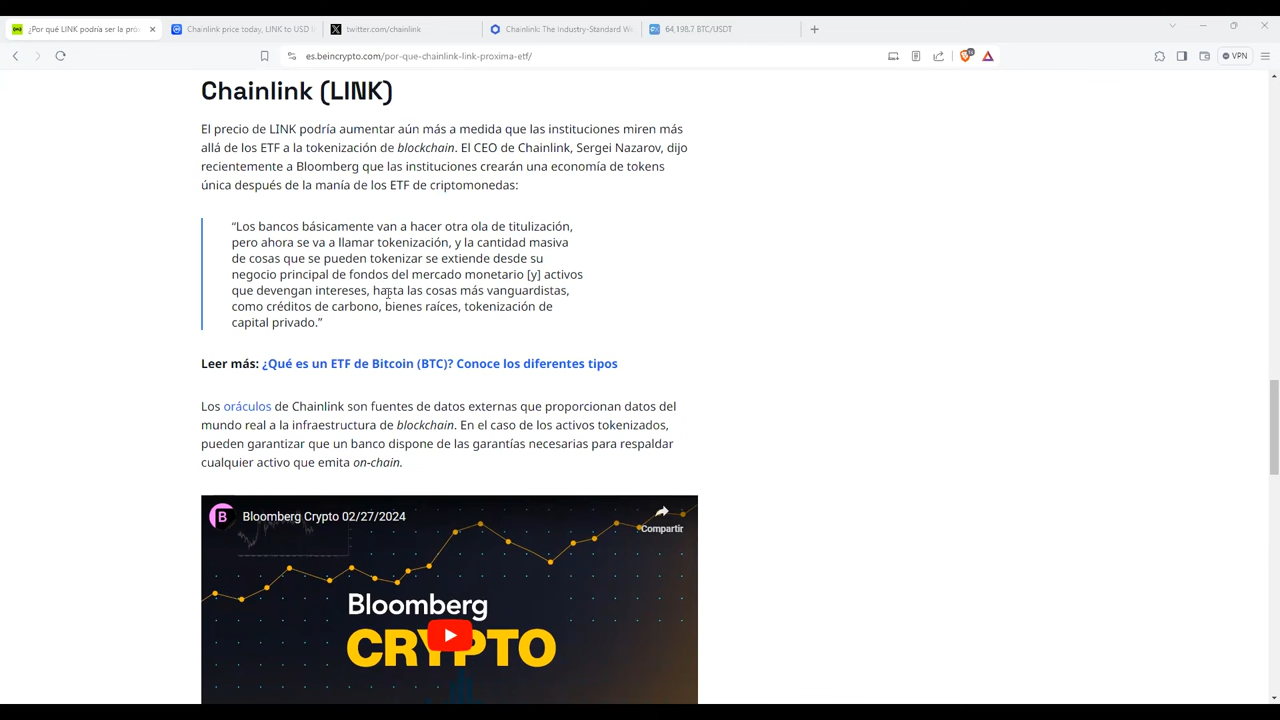 ¿Por qué LINK podría ser la pró
Chainlink price today, LINK to USD
twitter.com/chainlink
Chainlink: The Industry-Standard W
64,198.7 BTC/USDT
es.beincrypto.com/por-que-chainlink-link-proxima-etf/
VPN
Chainlink (LINK)
El precio de LINK podría aumentar aún más a medida que las instituciones miren más
allá de los ETF a la tokenización de blockchain. El CEO de Chainlink, Sergei Nazarov, dijo
recientemente a Bloomberg que las instituciones crearán una economía de tokens
única después de la manía de los ETF de criptomonedas:
“Los bancos básicamente van a hacer otra ola de titulización,
pero ahora se va a llamar tokenización, y la cantidad masiva
de cosas que se pueden tokenizar se extiende desde su
negocio principal de fondos del mercado monetario [y] activos
que devengan intereses, hasta las cosas más vanguardistas,
como créditos de carbono, bienes raíces, tokenización de
capital privado.”
Leer más: ¿Qué es un ETF de Bitcoin (BTC)? Conoce los diferentes tipos
Los oráculos de Chainlink son fuentes de datos externas que proporcionan datos del
mundo real a la infraestructura de blockchain. En el caso de los activos tokenizados,
pueden garantizar que un banco dispone de las garantías necesarias para respaldar
cualquier activo que emita on-chain.
B
Bloomberg Crypto 02/27/2024
Compartir
Bloomberg
CRYPTO